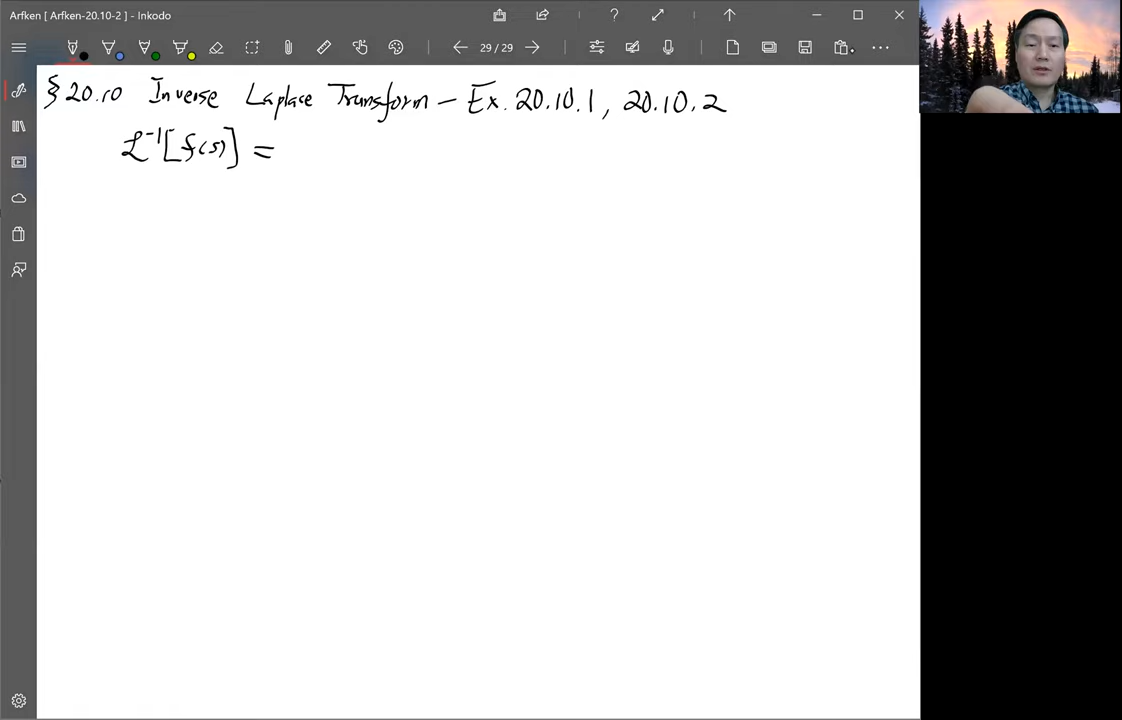 Arfken [ Arfken-20.10-2 ] - Inkodo
29 / 29
§ 20.10 Inverse Laplace Transform - Ex. 20.10.1, 20.10.2
ℒ⁻¹[f(s)] =